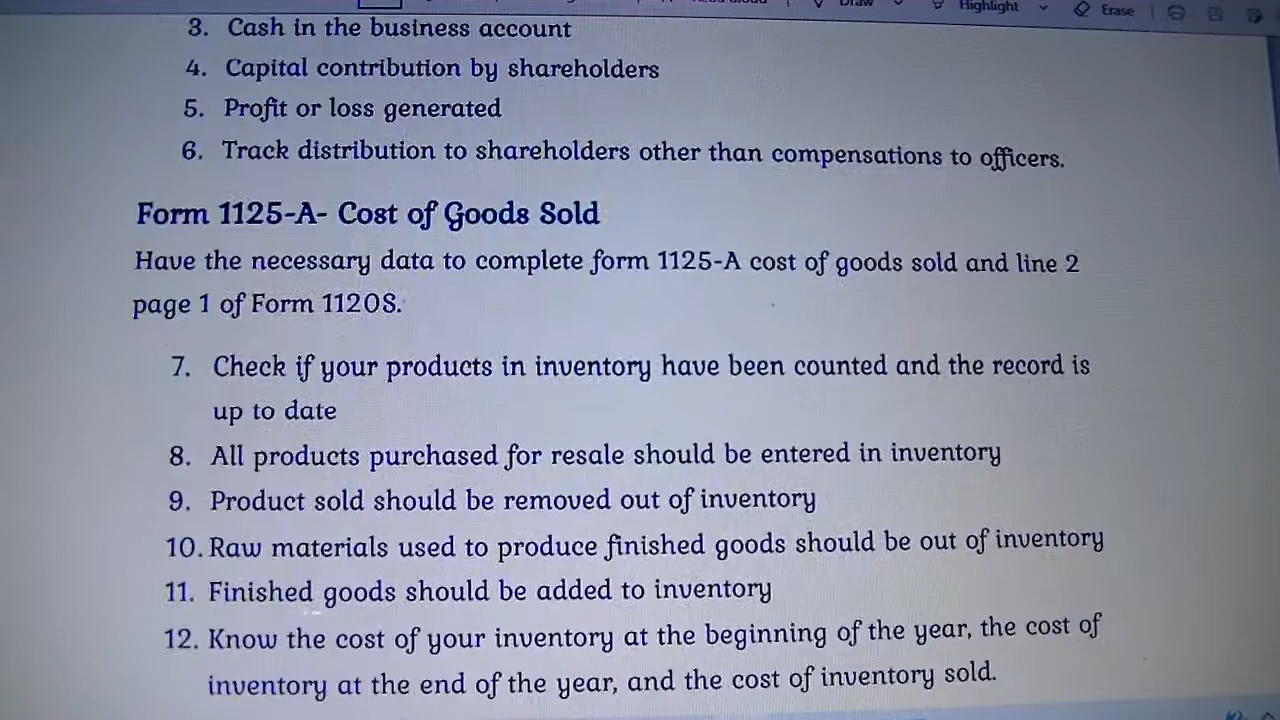 Draw Highlight Erase
3. Cash in the business account
4. Capital contribution by shareholders
5. Profit or loss generated
6. Track distribution to shareholders other than compensations to officers.
Form 1125-A- Cost of Goods Sold
Have the necessary data to complete form 1125-A cost of goods sold and line 2
page 1 of Form 1120S.
7. Check if your products in inventory have been counted and the record is
up to date
8. All products purchased for resale should be entered in inventory
9. Product sold should be removed out of inventory
10. Raw materials used to produce finished goods should be out of inventory
11. Finished goods should be added to inventory
12. Know the cost of your inventory at the beginning of the year, the cost of
inventory at the end of the year, and the cost of inventory sold.